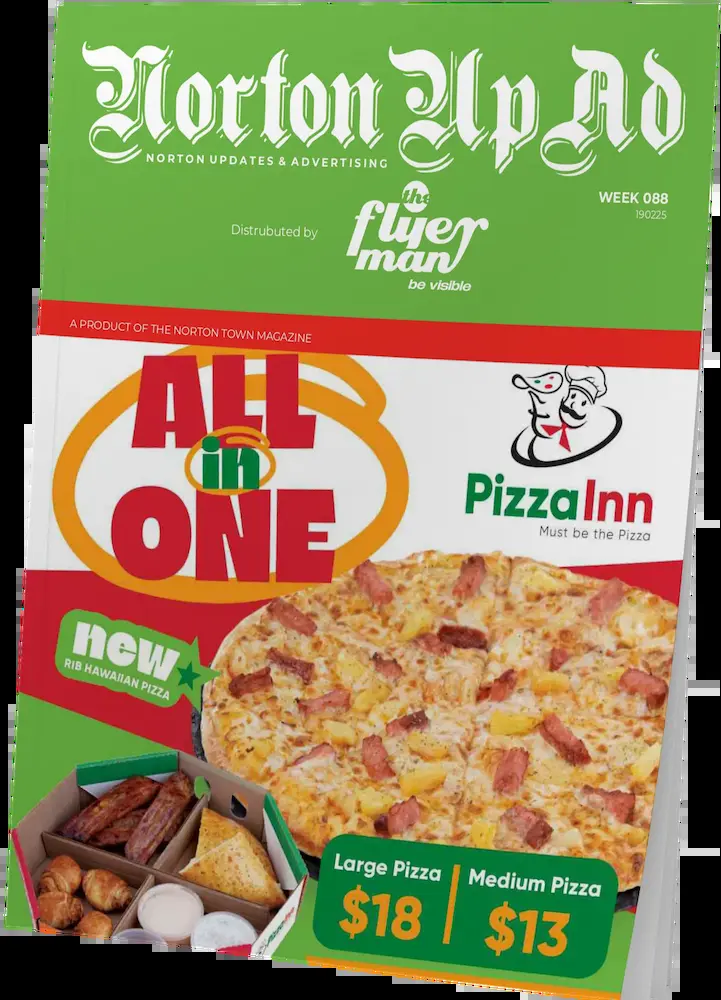 Norton Up Ad
NORTON UPDATES & ADVERTISING
WEEK 088
190225
Distrubuted by
the
flyer
man
be visible
A PRODUCT OF THE NORTON TOWN MAGAZINE
ALL
in
ONE
PizzaInn
Must be the Pizza
new
RIB HAWAIIAN PIZZA
Large Pizza
$18
Medium Pizza
$13
PizzaInn